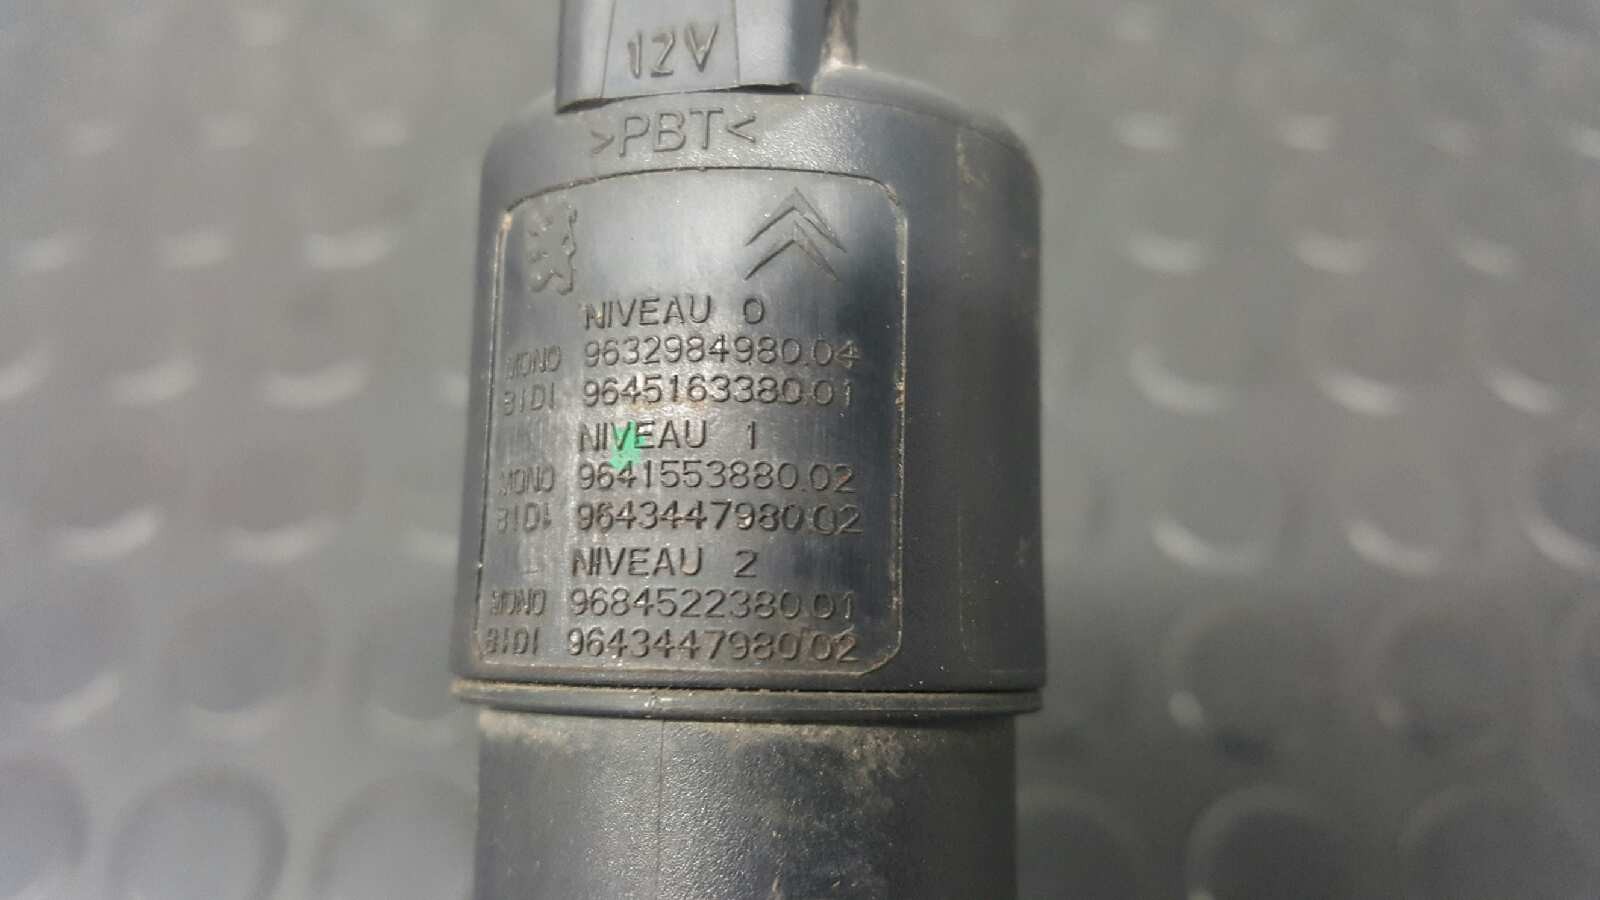 12V
>PBT<
NIVEAU 0
MONO 9632984980.04
BIDI 9645163380.01
NIVEAU 1
MONO 9641553880.02
BIDI 9643447980.02
NIVEAU 2
MONO 9684522380.01
BIDI 9643447980.02